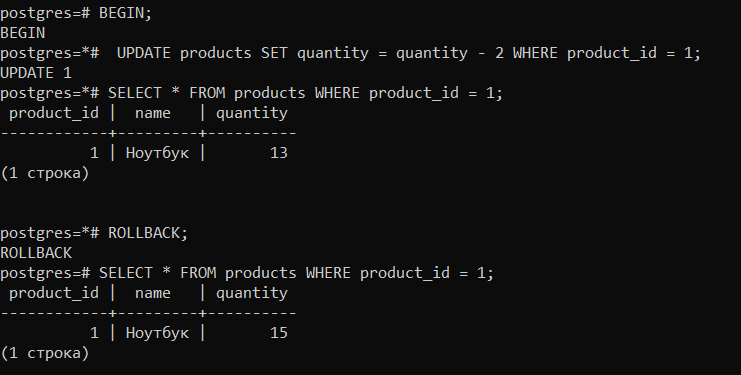 postgres=# BEGIN;
BEGIN
postgres=*#  UPDATE products SET quantity = quantity - 2 WHERE product_id = 1;
UPDATE 1
postgres=*# SELECT * FROM products WHERE product_id = 1;
 product_id |  name   | quantity
------------+---------+----------
          1 | Ноутбук |       13
(1 строка)
postgres=*# ROLLBACK;
ROLLBACK
postgres=# SELECT * FROM products WHERE product_id = 1;
 product_id |  name   | quantity
------------+---------+----------
          1 | Ноутбук |       15
(1 строка)